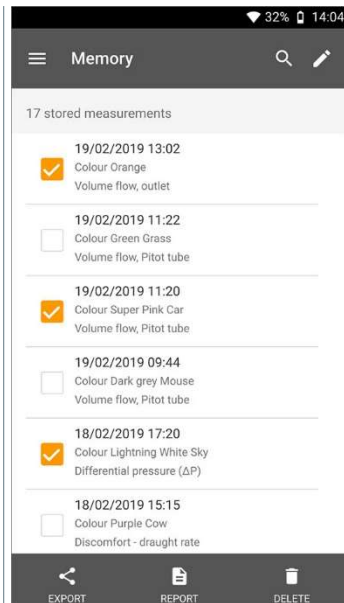 32% 14:04
Memory
17 stored measurements
19/02/2019 13:02
Colour Orange
Volume flow, outlet
19/02/2019 11:22
Colour Green Grass
Volume flow, Pitot tube
19/02/2019 11:20
Colour Super Pink Car
Volume flow, Pitot tube
19/02/2019 09:44
Colour Dark grey Mouse
Volume flow, Pitot tube
18/02/2019 17:20
Colour Lightning White Sky
Differential pressure (ΔP)
18/02/2019 15:15
Colour Purple Cow
Discomfort - draught rate
EXPORT REPORT DELETE